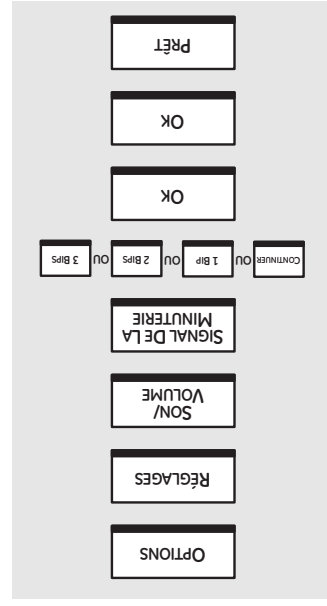 OPTIONS
RÉGLAGES
SON/
VOLUME
SIGNAL DE LA
MINUTERIE
CONTINUER OU 1 BIP OU 2 BIPS OU 3 BIPS
OK
OK
PRÊT